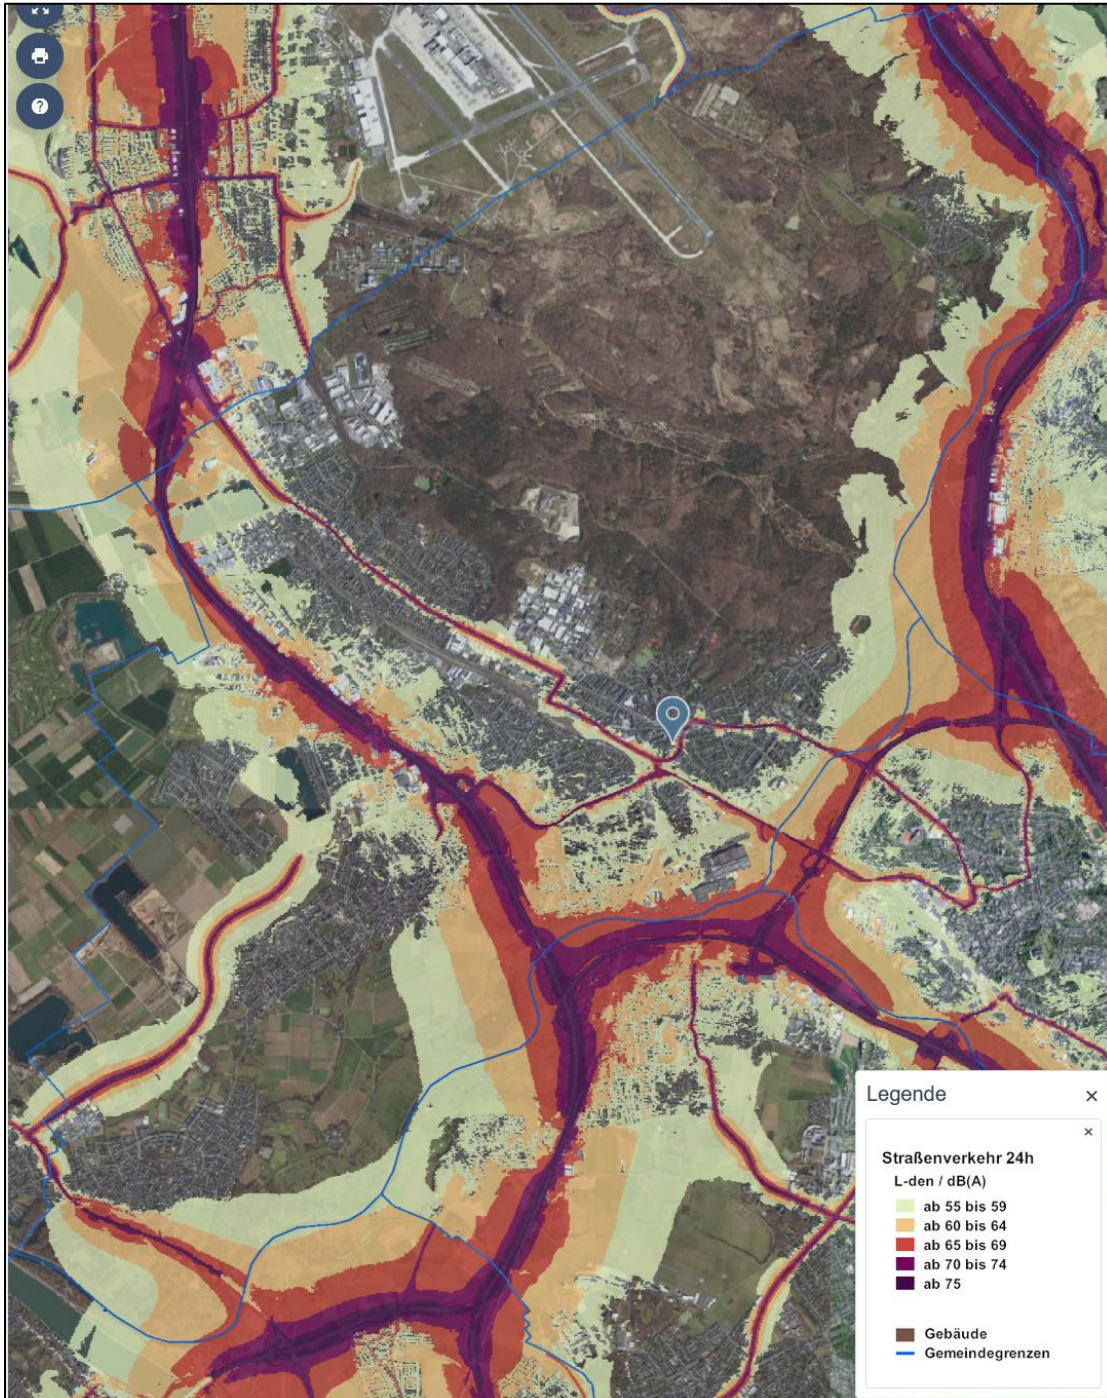 Legende
Straßenverkehr 24h
L-den / dB(A)
ab 55 bis 59
ab 60 bis 64
ab 65 bis 69
ab 70 bis 74
ab 75
Gebäude
Gemeindegrenzen